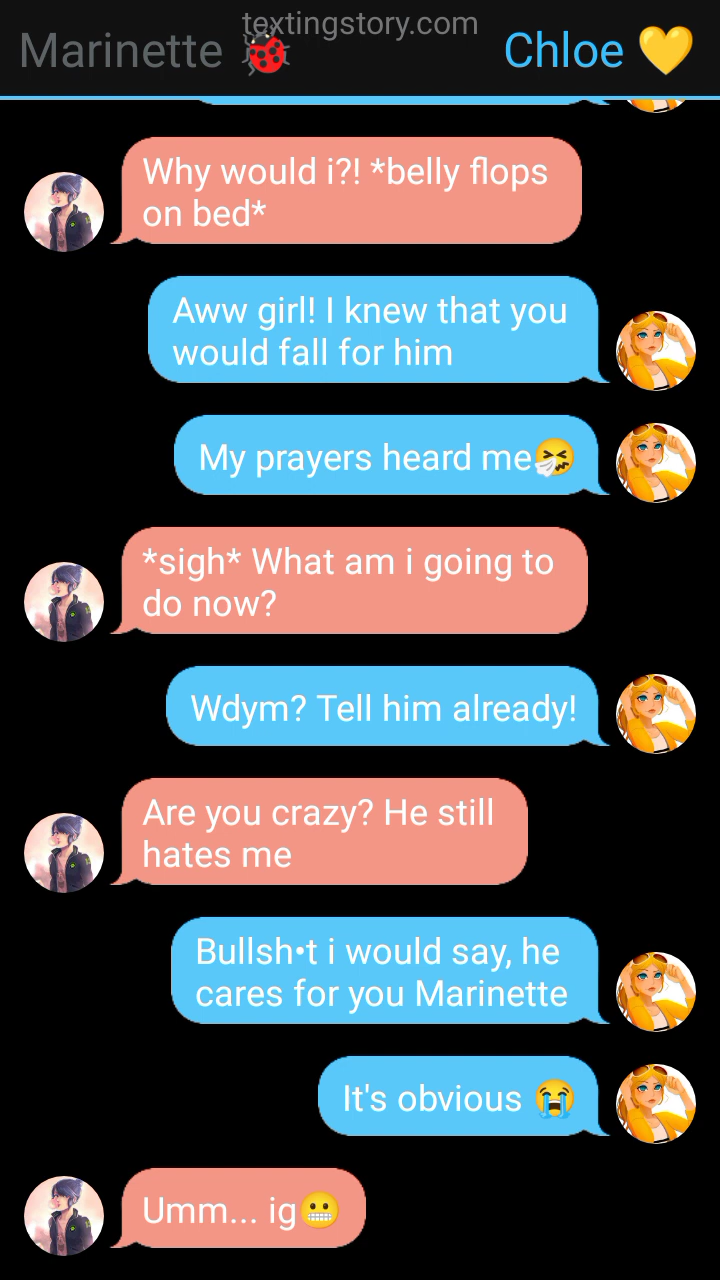 textingstory.com
Marinette 🐞
Chloe 💛
Why would i?! *belly flops
on bed*
Aww girl! I knew that you
would fall for him
My prayers heard me🤧
*sigh* What am i going to
do now?
Wdym? Tell him already!
Are you crazy? He still
hates me
Bullsh•t i would say, he
cares for you Marinette
It's obvious 😭
Umm... ig😬